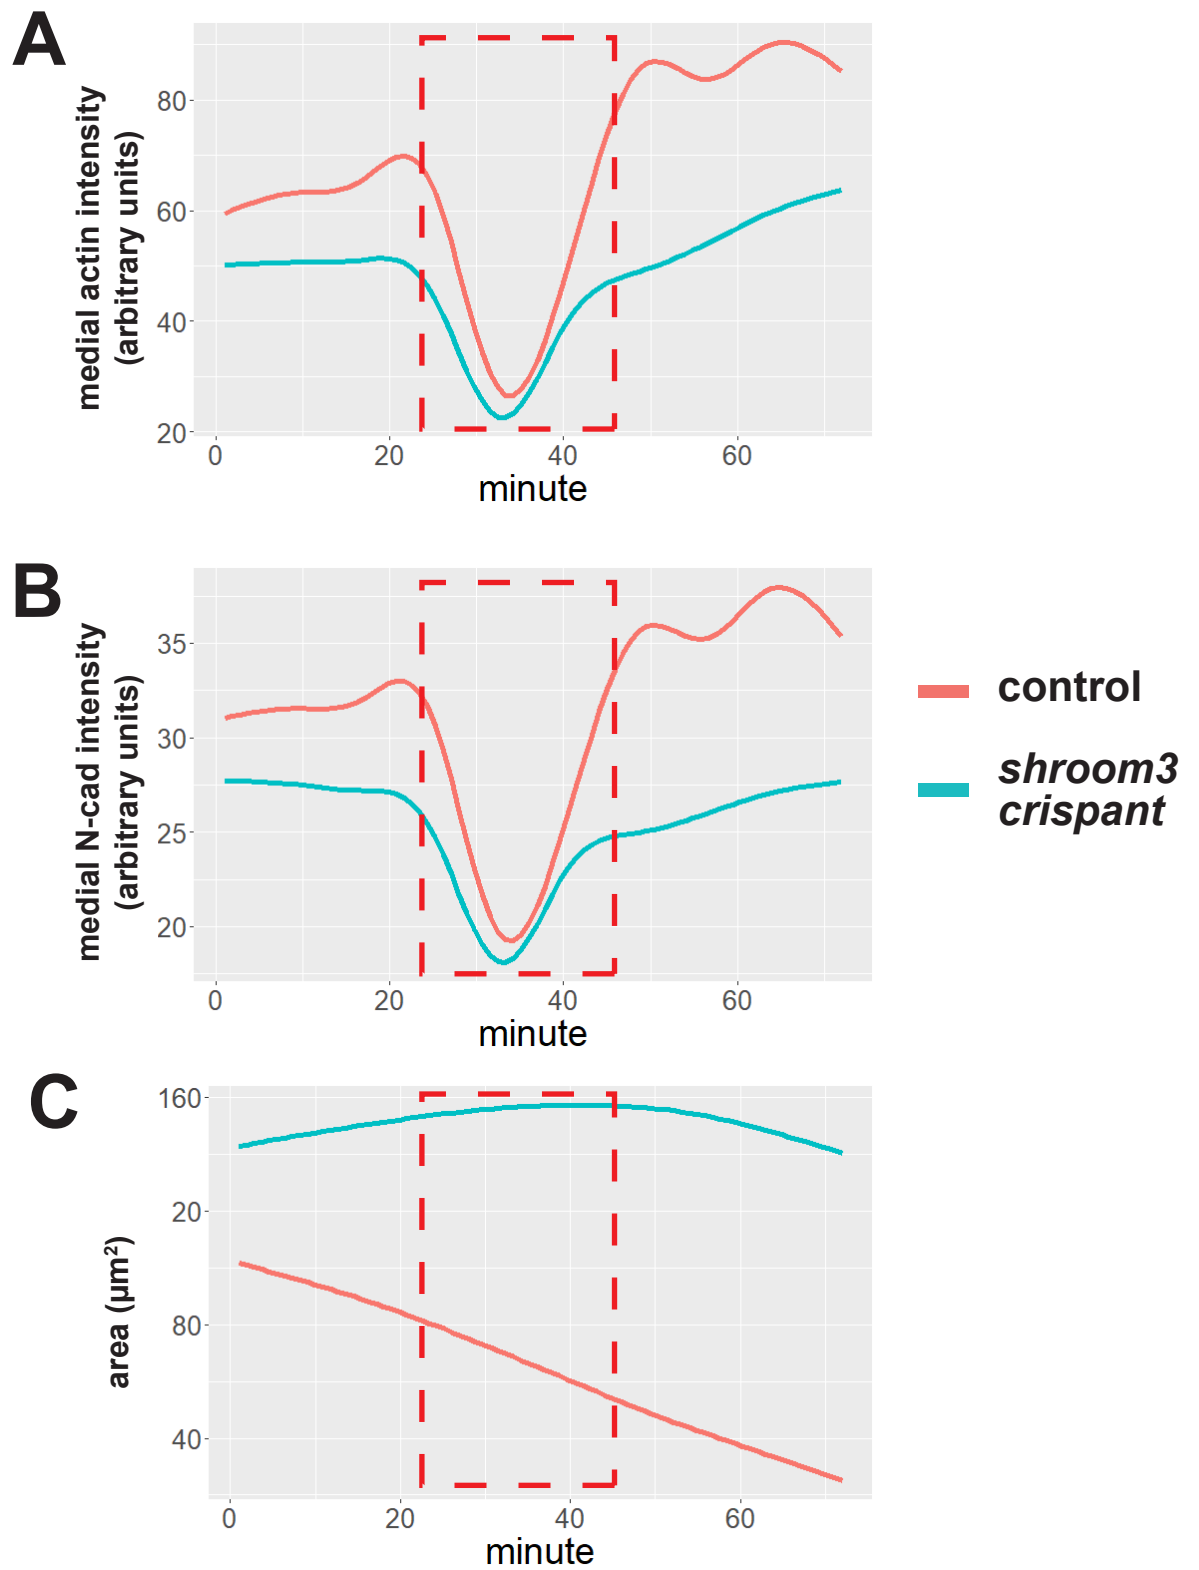 A
medial actin intensity
(arbitrary units)
80
60
40
20
0 20 40 60
minute
B
medial N-cad intensity
(arbitrary units)
35
30
25
20
0 20 40 60
minute
control
shroom3
crispant
C
area (µm²)
160
20
80
40
0 20 40 60
minute